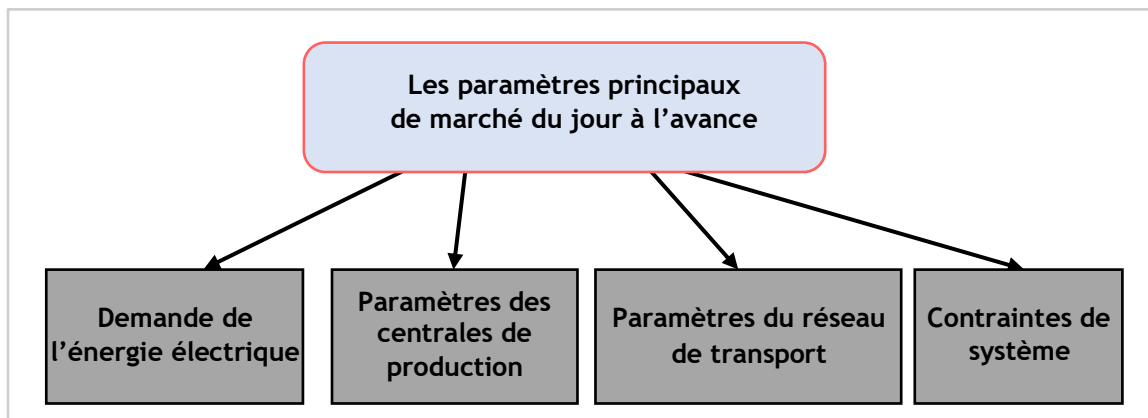 Les paramètres principaux
de marché du jour à l’avance
Demande de
l’énergie électrique
Paramètres des
centrales de
production
Paramètres du réseau
de transport
Contraintes de
système